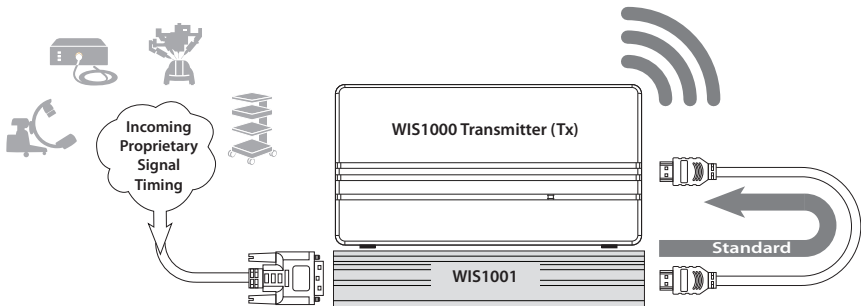 Incoming
Proprietary
Signal
Timing
WIS1000 Transmitter (Tx)
Standard
WIS1001